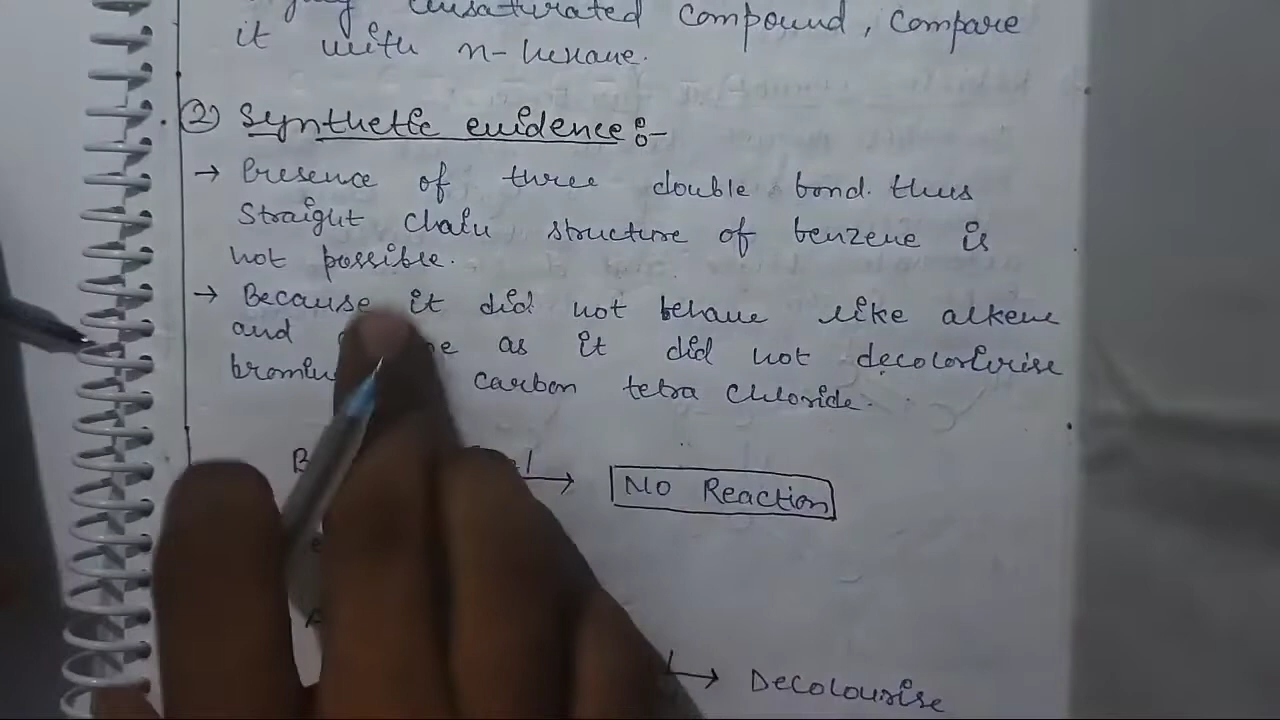 unsaturated compound, compare
it with n-hexane.
② Synthetic evidence :-
→ Presence of three double bond. thus
Straight chain structure of benzene is
not possible.
→ Because it did not behave like alkene
and as it did not decolorise
carbon tetra chloride.
→ No Reaction
→ Decolourise